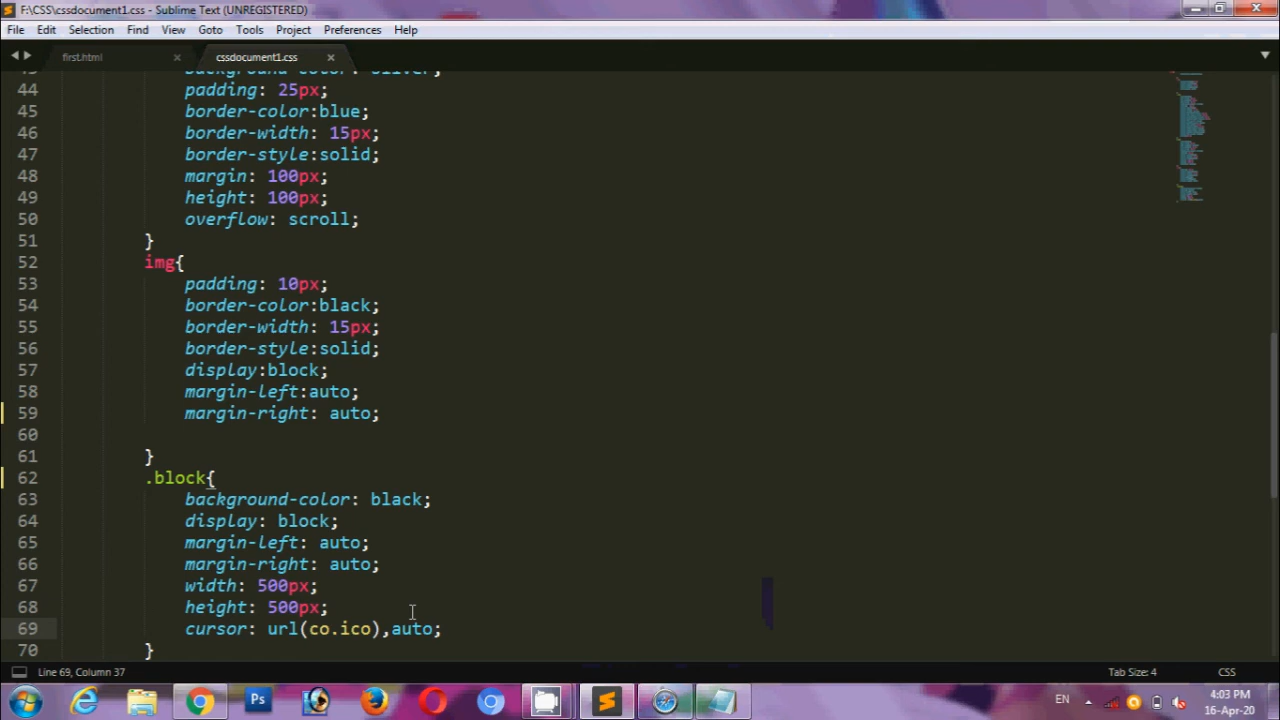 F:\CSS\cssdocument1.css - Sublime Text (UNREGISTERED)
File Edit Selection Find View Goto Tools Project Preferences Help
first.html cssdocument1.css
43 background-color: silver;
44 padding: 25px;
45 border-color:blue;
46 border-width: 15px;
47 border-style:solid;
48 margin: 100px;
49 height: 100px;
50 overflow: scroll;
51 }
52 img{
53 padding: 10px;
54 border-color:black;
55 border-width: 15px;
56 border-style:solid;
57 display:block;
58 margin-left:auto;
59 margin-right: auto;
60
61 }
62 .block{
63 background-color: black;
64 display: block;
65 margin-left: auto;
66 margin-right: auto;
67 width: 500px;
68 height: 500px;
69 cursor: url(co.ico),auto;
70 }
Line 69, Column 37 Tab Size: 4 CSS
Ps EN 4:03 PM
16-Apr-20